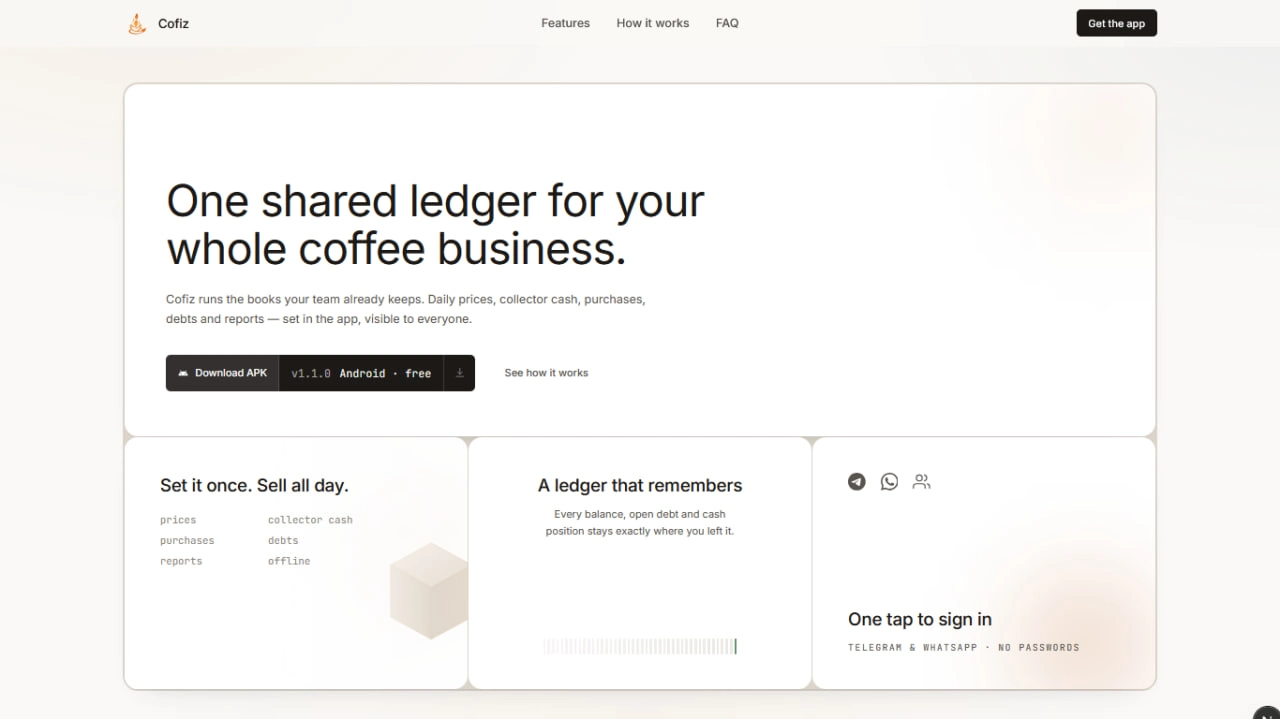 Cofiz
Features
How it works
FAQ
Get the app
One shared ledger for your
whole coffee business.
Cofiz runs the books your team already keeps. Daily prices, collector cash, purchases,
debts and reports — set in the app, visible to everyone.
Download APK
v1.1.0 Android · free
See how it works
Set it once. Sell all day.
prices
collector cash
purchases
debts
reports
offline
A ledger that remembers
Every balance, open debt and cash
position stays exactly where you left it.
One tap to sign in
TELEGRAM & WHATSAPP · NO PASSWORDS